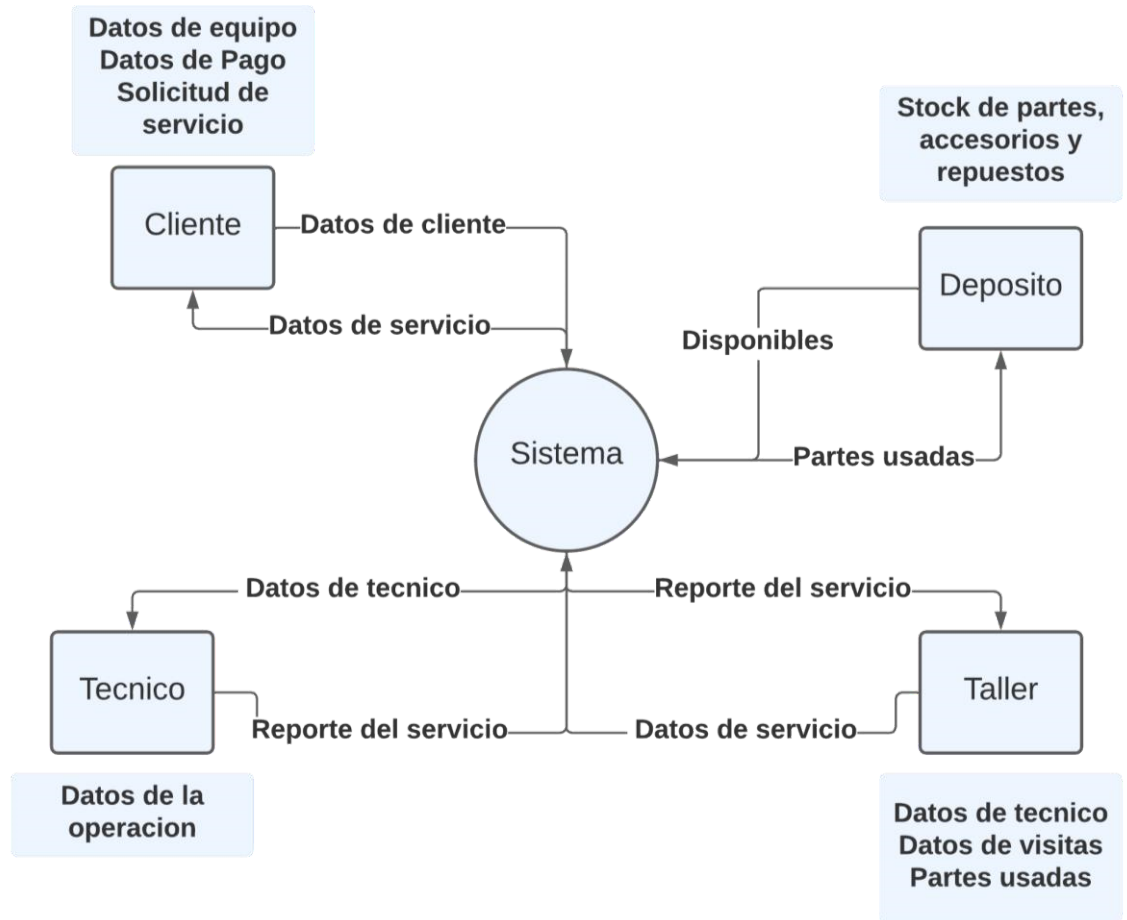 Datos de equipo
Datos de Pago
Solicitud de
servicio
Stock de partes,
accesorios y
repuestos
Cliente
Datos de cliente
Deposito
Datos de servicio
Disponibles
Sistema
Partes usadas
Datos de tecnico
Reporte del servicio
Tecnico
Taller
Reporte del servicio
Datos de servicio
Datos de la
operacion
Datos de tecnico
Datos de visitas
Partes usadas